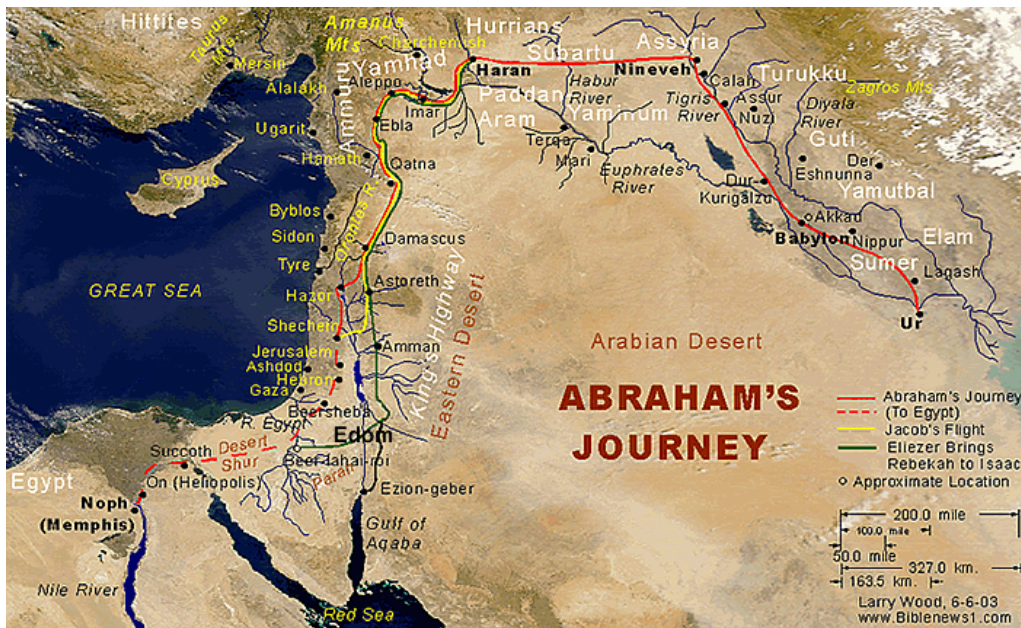 Hittites
Taurus
Mts.
Amanus
Mts.
Hurrians
Mersin
Charchemish
Subartu
Assyria
Yamhad
Haran
Nineveh
Calah
Turukku
Zagros Mts.
Alalakh
Aleppo
Imar
Paddan
Aram
Habur
River
Tigris
River
Assur
Nuzi
Diyala
River
Ammuru
Ebla
Yaminum
Ugarit
Terqa
Mari
Guti
Hamath
Qatna
Euphrates
River
Der
Eshnunna
Cyprus
Orontes R.
Dur-
Kurigalzu
Yamutbal
Byblos
Akkad
Sidon
Damascus
Babylon
Nippur
Elam
Tyre
Sumer
Lagash
GREAT SEA
Hazor
Astoreth
King's Highway
Eastern Desert
Ur
Shechem
Jerusalem
Amman
Arabian Desert
Ashdod
Hebron
Gaza
Beersheba
ABRAHAM'S
JOURNEY
Abraham's Journey
(To Egypt)
Jacob's Flight
Eliezer Brings
Rebekah to Isaac
Approximate Location
R. Egypt
Edom
Succoth
Desert
Shur
Beer-lahai-roi
Paran
Egypt
On (Heliopolis)
Ezion-geber
Noph
(Memphis)
Gulf of
Aqaba
200.0 mile
100.0 mile
50.0 mile
327.0 km.
163.5 km.
Nile River
Red Sea
Larry Wood, 6-6-03
www.Biblenews1.com